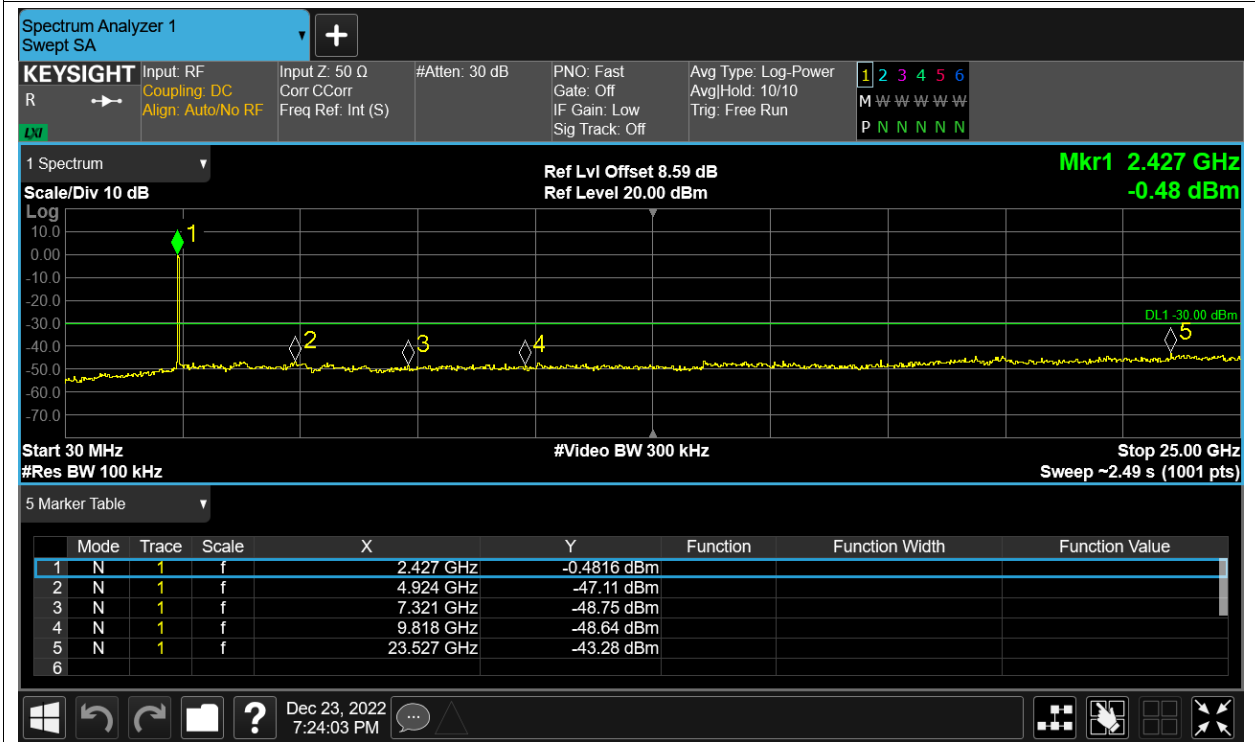 Spectrum Analyzer 1
Swept SA
+
KEYSIGHT
R
LXI
Input: RF
Coupling: DC
Align: Auto/No RF
Input Z: 50 Ω
Corr CCorr
Freq Ref: Int (S)
#Atten: 30 dB
PNO: Fast
Gate: Off
IF Gain: Low
Sig Track: Off
Avg Type: Log-Power
Avg|Hold: 10/10
Trig: Free Run
1 2 3 4 5 6
M W W W W W
P N N N N N
1 Spectrum
Scale/Div 10 dB
Ref Lvl Offset 8.59 dB
Ref Level 20.00 dBm
Mkr1 2.427 GHz
-0.48 dBm
Log
10.0
0.00
-10.0
-20.0
-30.0
-40.0
-50.0
-60.0
-70.0
1
2
3
4
5
DL1 -30.00 dBm
Start 30 MHz
#Res BW 100 kHz
#Video BW 300 kHz
Stop 25.00 GHz
Sweep ~2.49 s (1001 pts)
5 Marker Table
Mode Trace Scale X Y Function Function Width Function Value
1 N 1 f 2.427 GHz -0.4816 dBm
2 N 1 f 4.924 GHz -47.11 dBm
3 N 1 f 7.321 GHz -48.75 dBm
4 N 1 f 9.818 GHz -48.64 dBm
5 N 1 f 23.527 GHz -43.28 dBm
6
?
Dec 23, 2022
7:24:03 PM